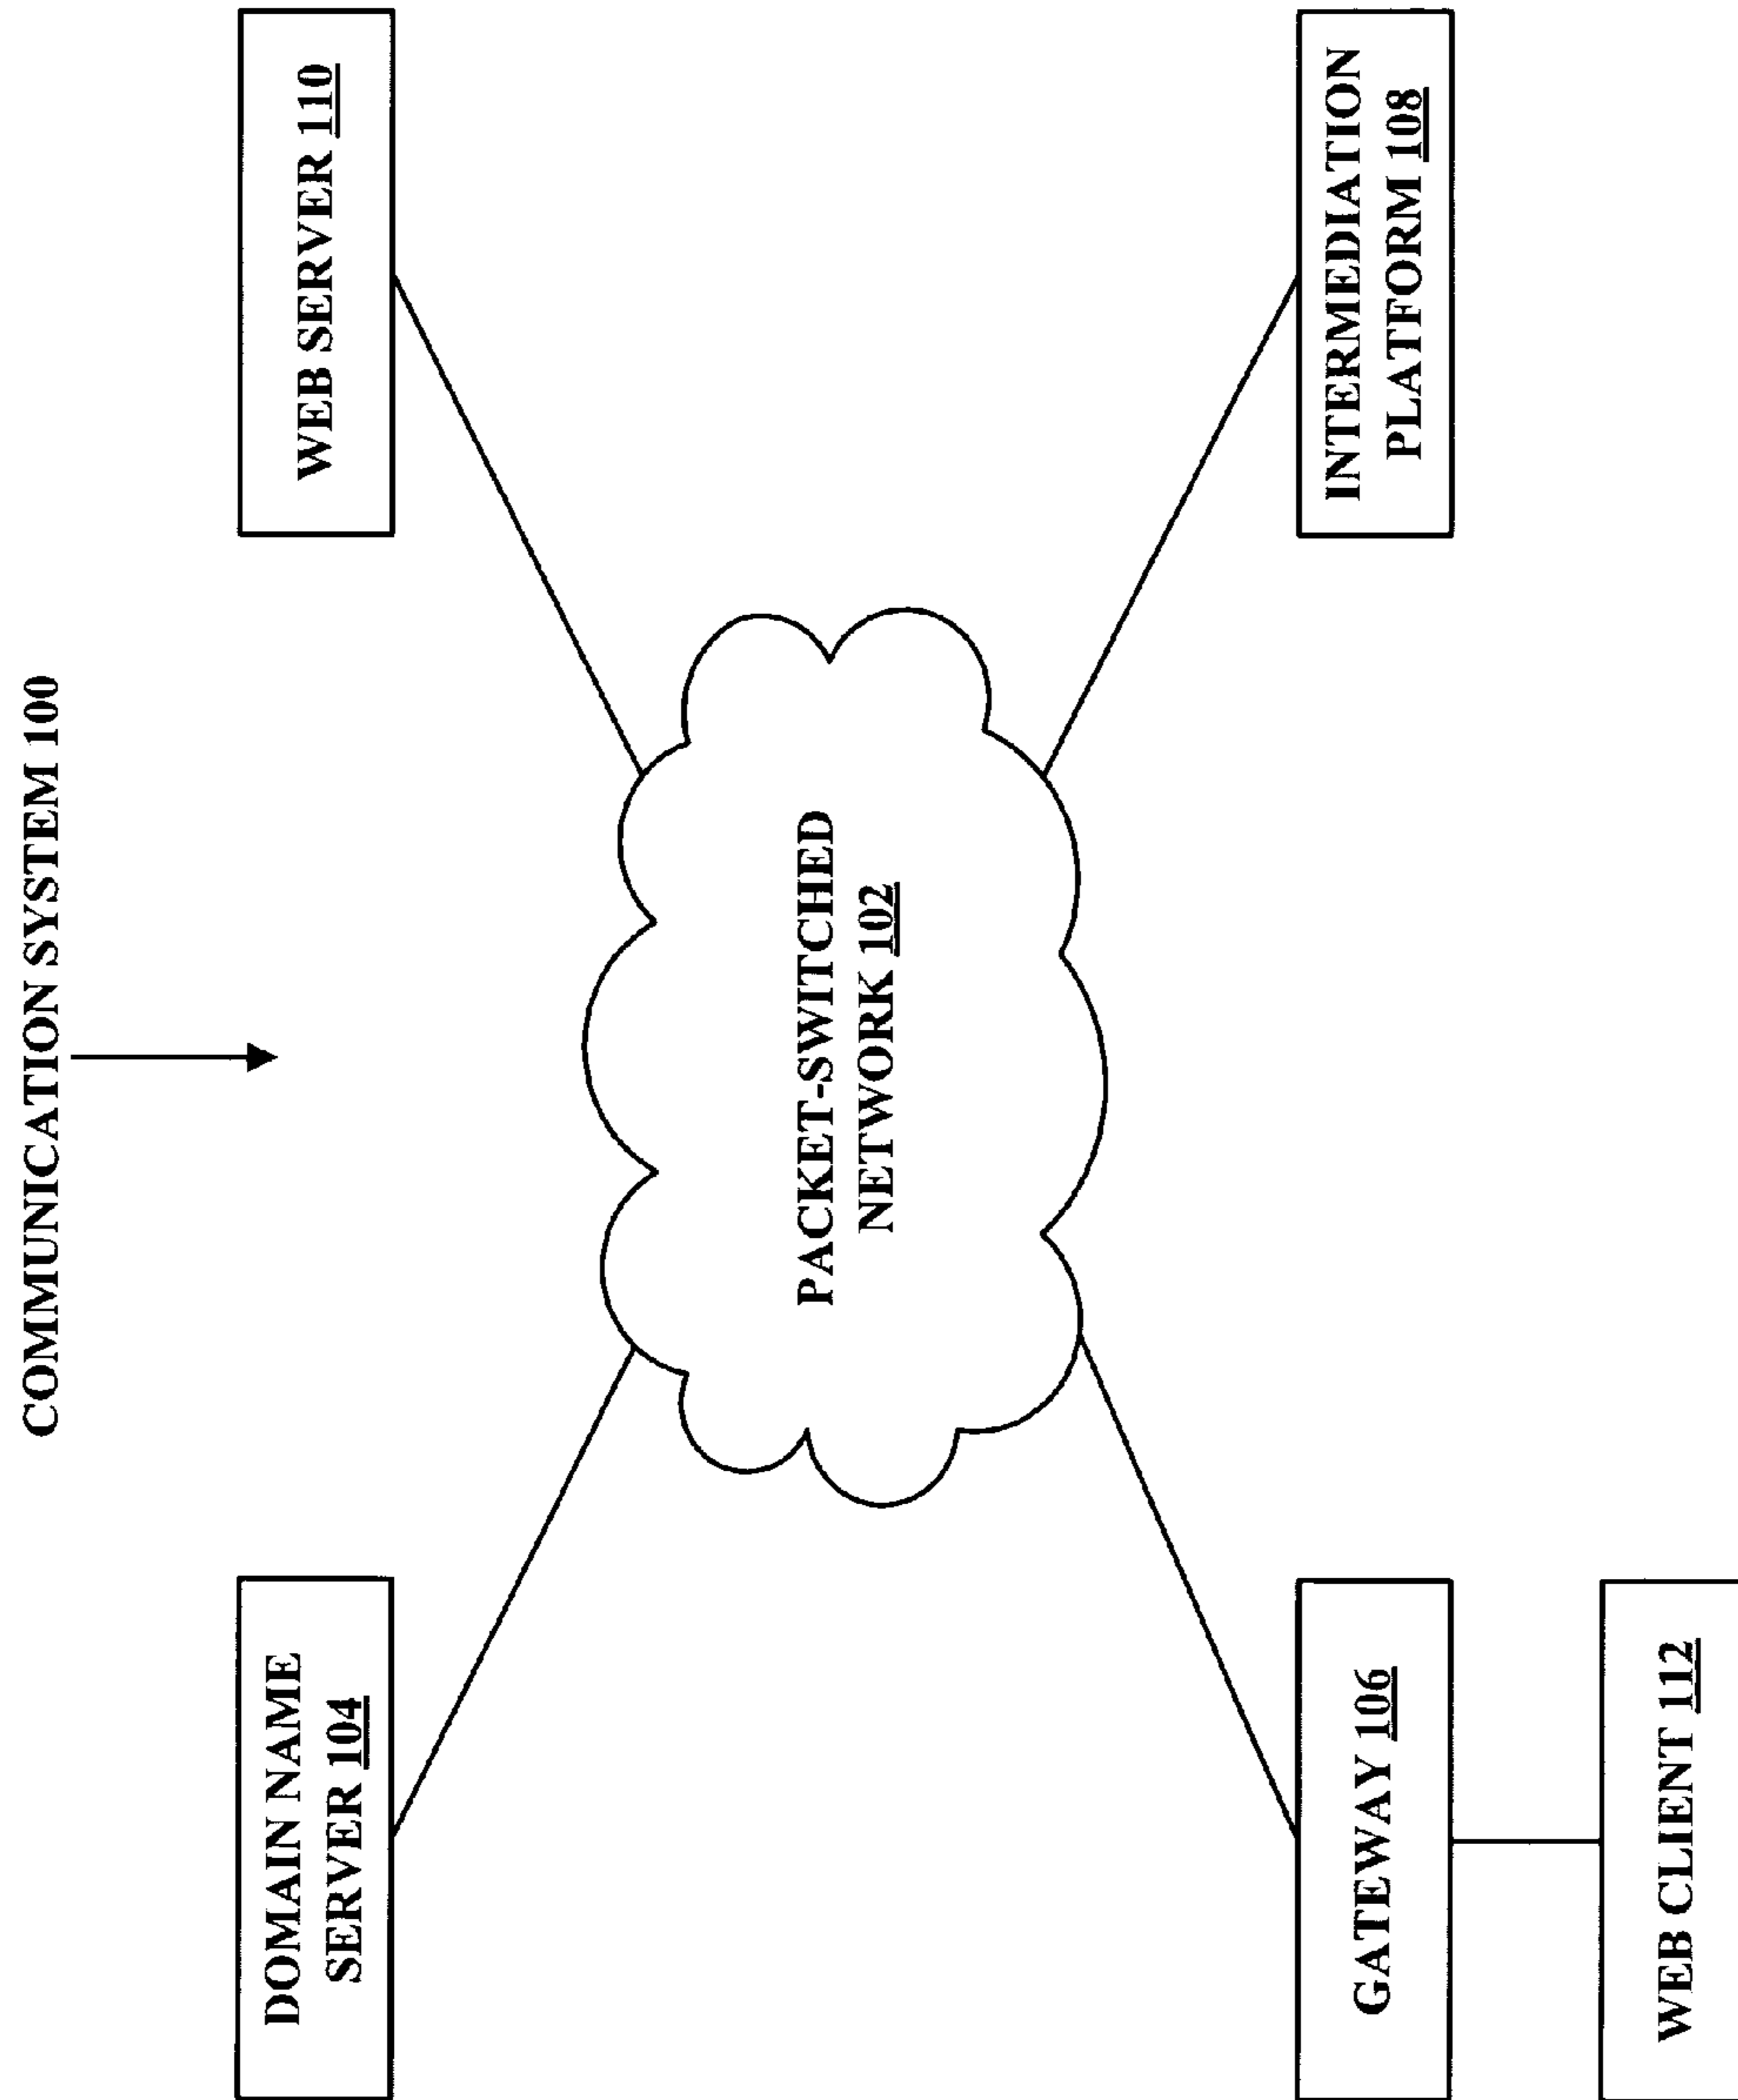 COMMUNICATION SYSTEM 100
DOMAIN NAME
SERVER 104
WEB SERVER 110
PACKET-SWITCHED
NETWORK 102
GATEWAY 106
INTERMEDIATION
PLATFORM 108
WEB CLIENT 112